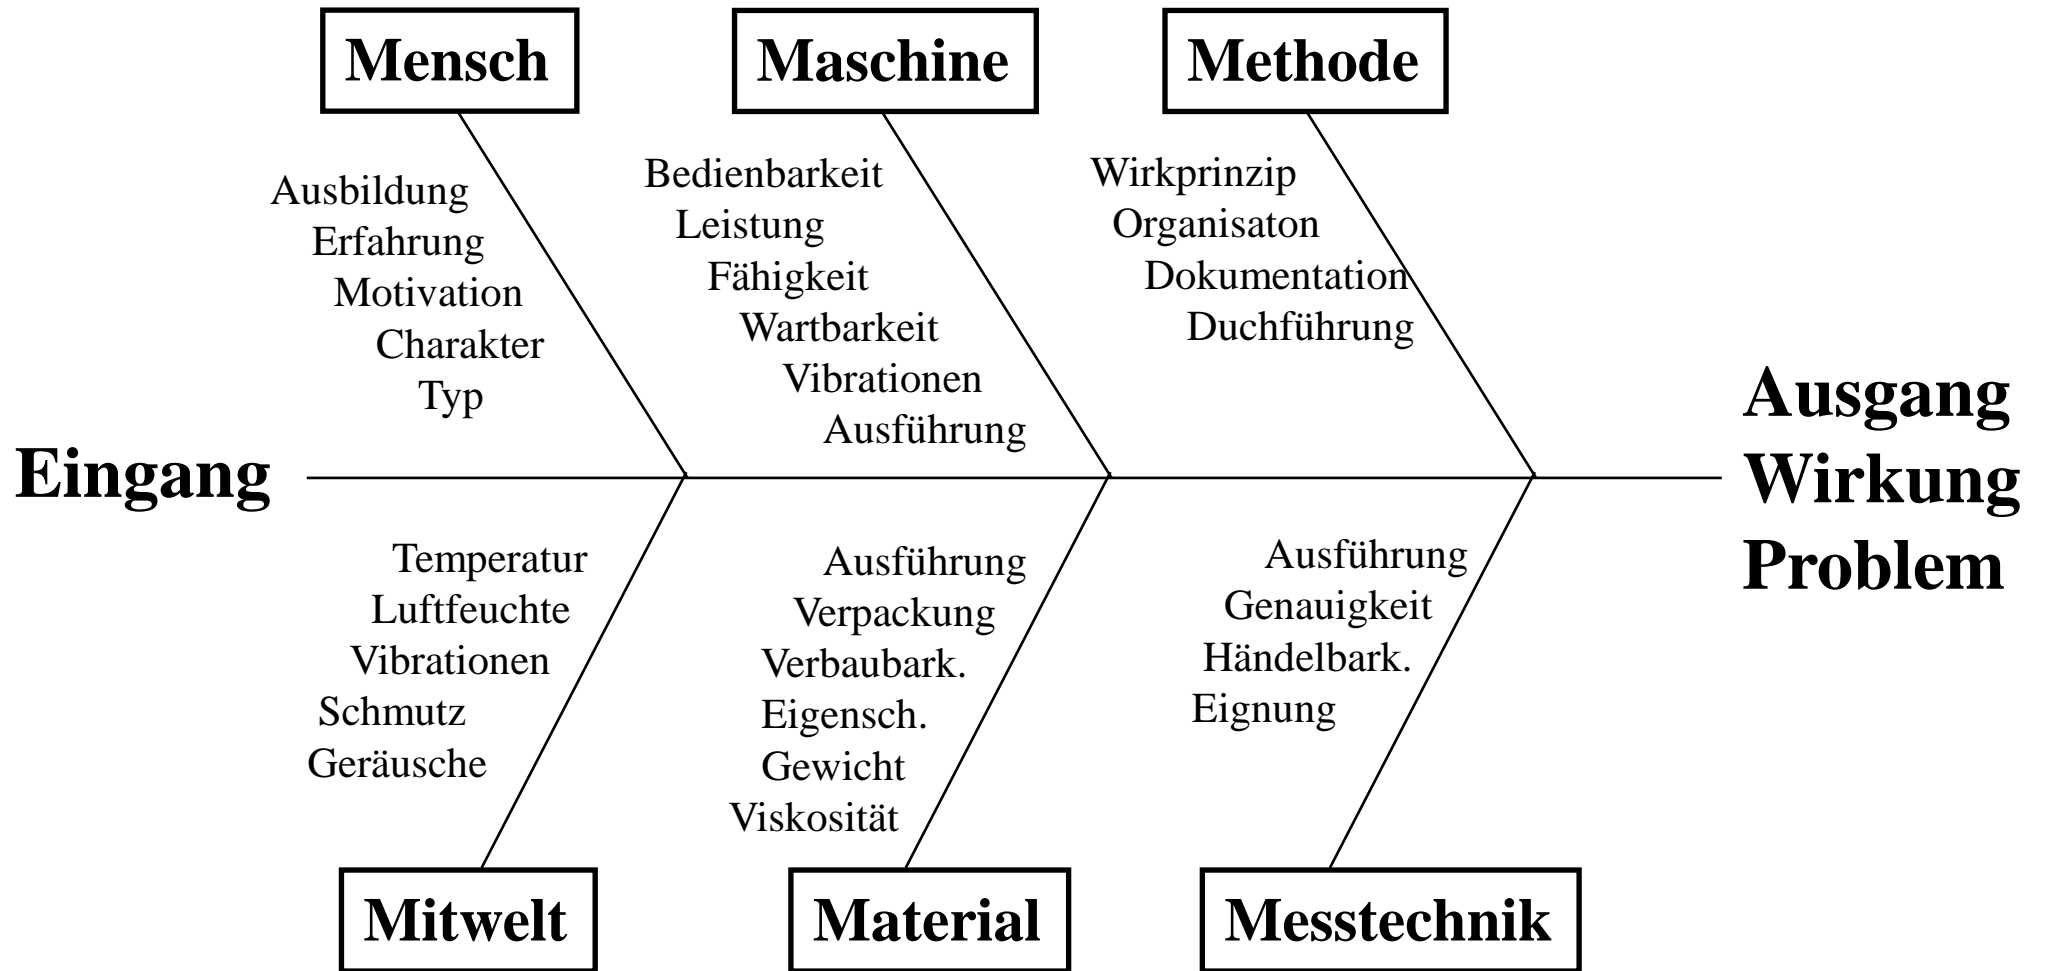 Mensch
Maschine
Methode
Ausbildung
Erfahrung
Motivation
Charakter
Typ
Bedienbarkeit
Leistung
Fähigkeit
Wartbarkeit
Vibrationen
Ausführung
Wirkprinzip
Organisaton
Dokumentation
Duchführung
Eingang
Ausgang
Wirkung
Problem
Temperatur
Luftfeuchte
Vibrationen
Schmutz
Geräusche
Ausführung
Verpackung
Verbaubark.
Eigensch.
Gewicht
Viskosität
Ausführung
Genauigkeit
Händelbark.
Eignung
Mitwelt
Material
Messtechnik